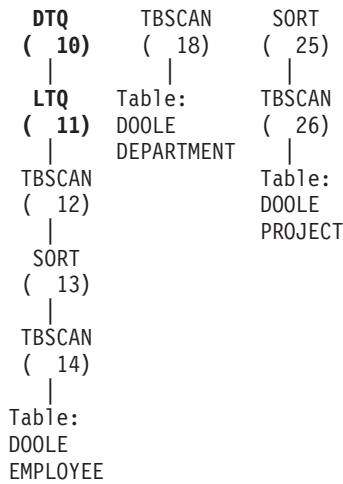 DTQ TBSCAN SORT
( 10) ( 18) ( 25)
| | |
LTQ Table: TBSCAN
( 11) DOOLE ( 26)
| DEPARTMENT |
TBSCAN Table:
( 12) DOOLE
| PROJECT
SORT
( 13)
|
TBSCAN
( 14)
|
Table:
DOOLE
EMPLOYEE